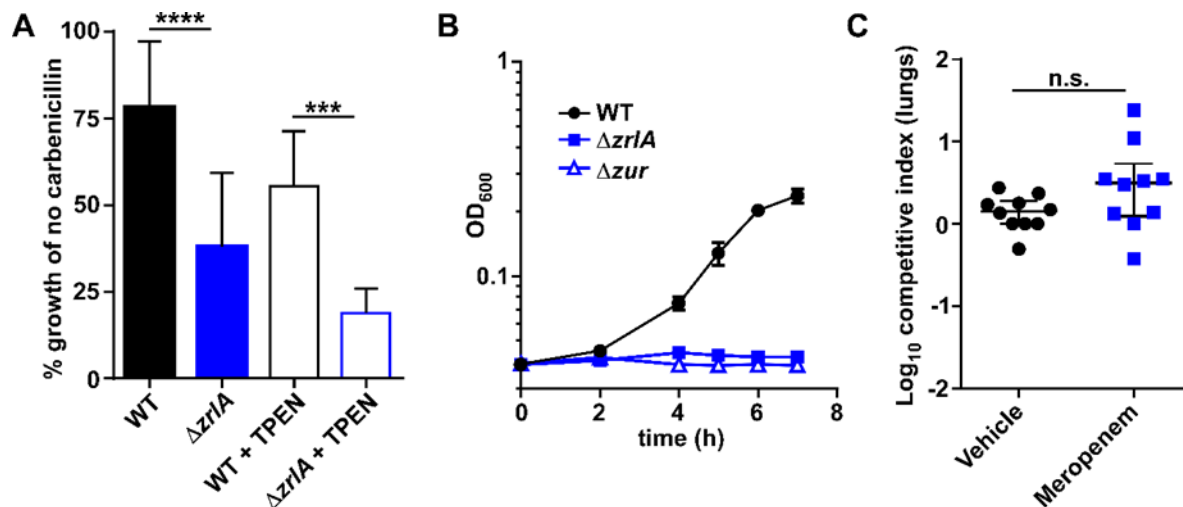 A
% growth of no carbenicillin
100
75
50
25
0
****
***
WT
ΔzrlA
WT + TPEN
ΔzrlA + TPEN
B
OD600
1
0.1
WT
ΔzrlA
Δzur
0 2 4 6 8
time (h)
C
Log10 competitive index (lungs)
2
1
0
-1
-2
n.s.
Vehicle
Meropenem